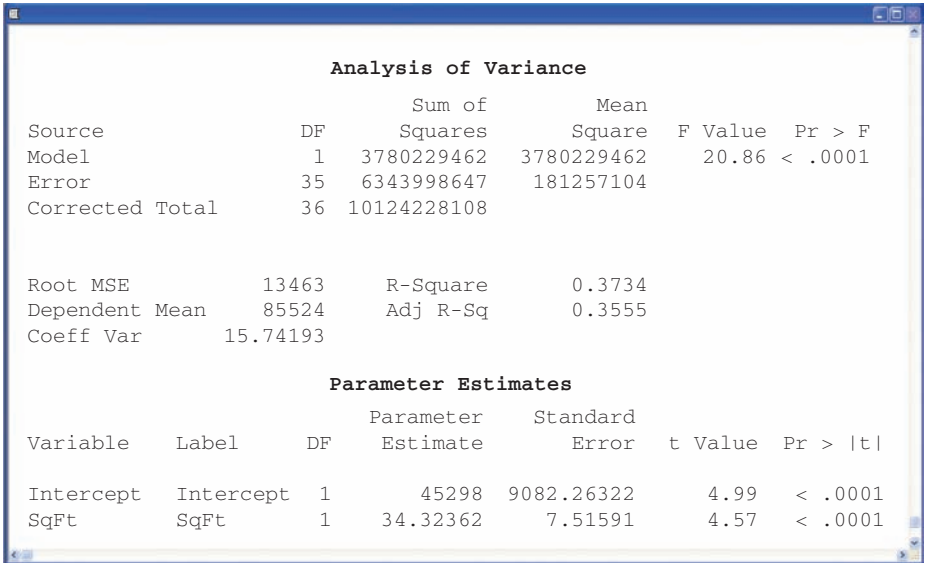 Analysis of Variance
Sum of Mean
Source DF Squares Square F Value Pr > F
Model 1 3780229462 3780229462 20.86 < .0001
Error 35 6343998647 181257104
Corrected Total 36 10124228108
Root MSE 13463 R-Square 0.3734
Dependent Mean 85524 Adj R-Sq 0.3555
Coeff Var 15.74193
Parameter Estimates
Parameter Standard
Variable Label DF Estimate Error t Value Pr > |t|
Intercept Intercept 1 45298 9082.26322 4.99 < .0001
SqFt SqFt 1 34.32362 7.51591 4.57 < .0001